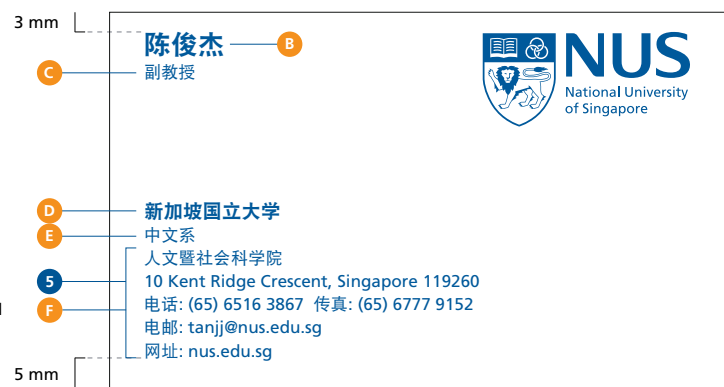 3 mm
陈俊杰
B
C
副教授
NUS
National University
of Singapore
D
新加坡国立大学
E
中文系
人文暨社会科学院
5
10 Kent Ridge Crescent, Singapore 119260
F
电话: (65) 6516 3867 传真: (65) 6777 9152
电邮: tanjj@nus.edu.sg
网址: nus.edu.sg
5 mm